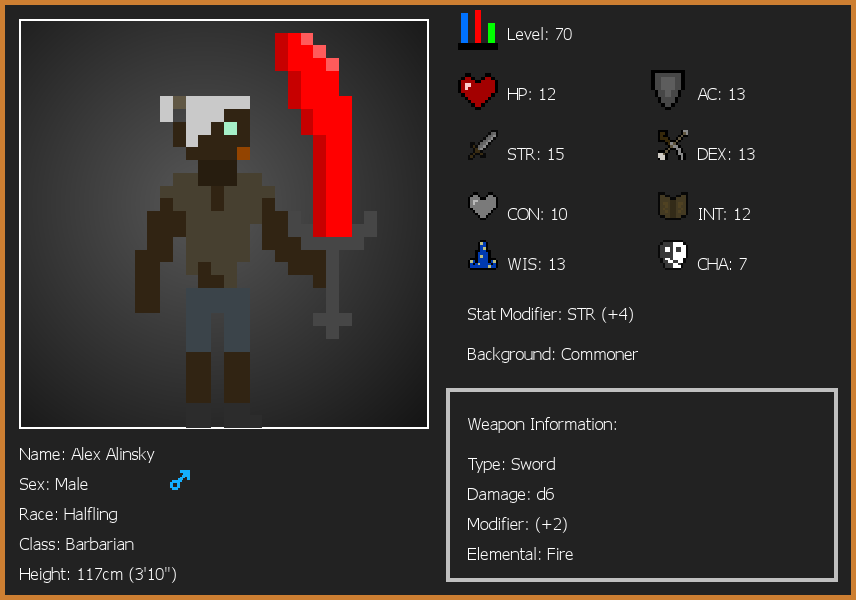 Level: 70
HP: 12
AC: 13
STR: 15
DEX: 13
CON: 10
INT: 12
WIS: 13
CHA: 7
Stat Modifier: STR (+4)
Background: Commoner
Weapon Information:
Type: Sword
Damage: d6
Modifier: (+2)
Elemental: Fire
Name: Alex Alinsky
Sex: Male
Race: Halfling
Class: Barbarian
Height: 117cm (3'10")